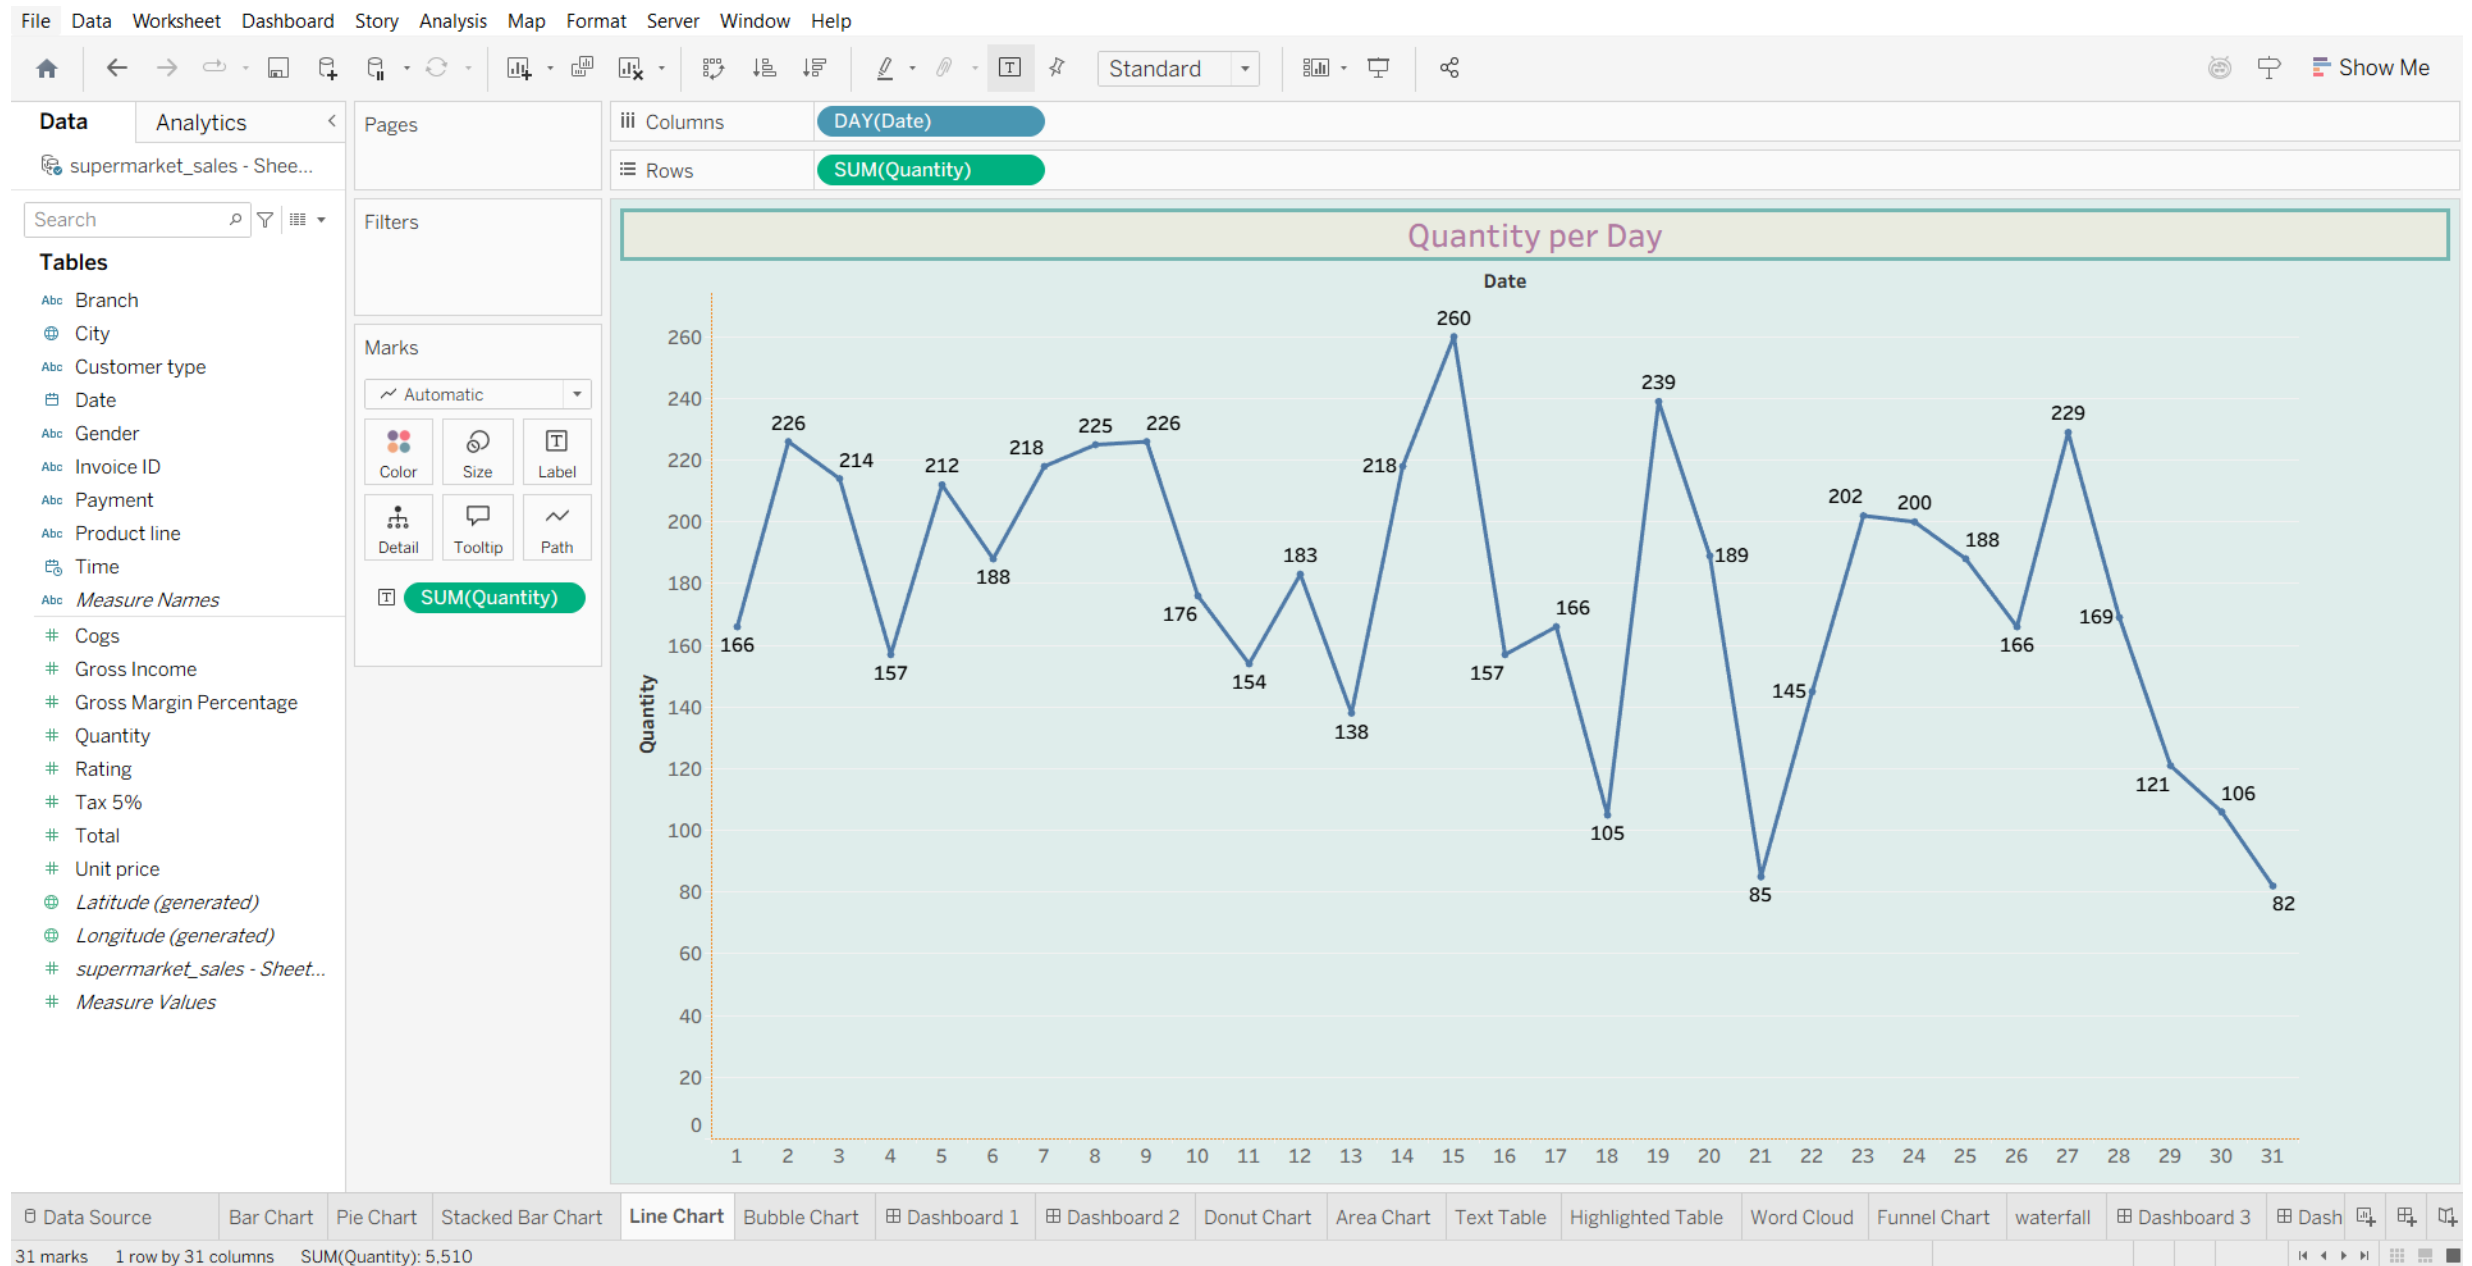 File Data Worksheet Dashboard Story Analysis Map Format Server Window Help
Standard
Show Me
Data Analytics
supermarket_sales - Shee...
Search
Tables
Abc Branch
City
Abc Customer type
Date
Abc Gender
Abc Invoice ID
Abc Payment
Abc Product line
Time
Abc Measure Names
# Cogs
# Gross Income
# Gross Margin Percentage
# Quantity
# Rating
# Tax 5%
# Total
# Unit price
Latitude (generated)
Longitude (generated)
# supermarket_sales - Sheet...
# Measure Values
Pages
Filters
Marks
Automatic
Color Size Label
Detail Tooltip Path
SUM(Quantity)
Columns DAY(Date)
Rows SUM(Quantity)
Quantity per Day
Date
Quantity
260
240
220
200
180
160
140
120
100
80
60
40
20
0
166
226
214
157
212
188
218
225
226
176
154
183
138
218
260
157
166
105
239
189
85
145
202
200
188
166
229
169
121
106
82
1 2 3 4 5 6 7 8 9 10 11 12 13 14 15 16 17 18 19 20 21 22 23 24 25 26 27 28 29 30 31
Data Source Bar Chart Pie Chart Stacked Bar Chart Line Chart Bubble Chart Dashboard 1 Dashboard 2 Donut Chart Area Chart Text Table Highlighted Table Word Cloud Funnel Chart waterfall Dashboard 3 Dash
31 marks 1 row by 31 columns SUM(Quantity): 5,510